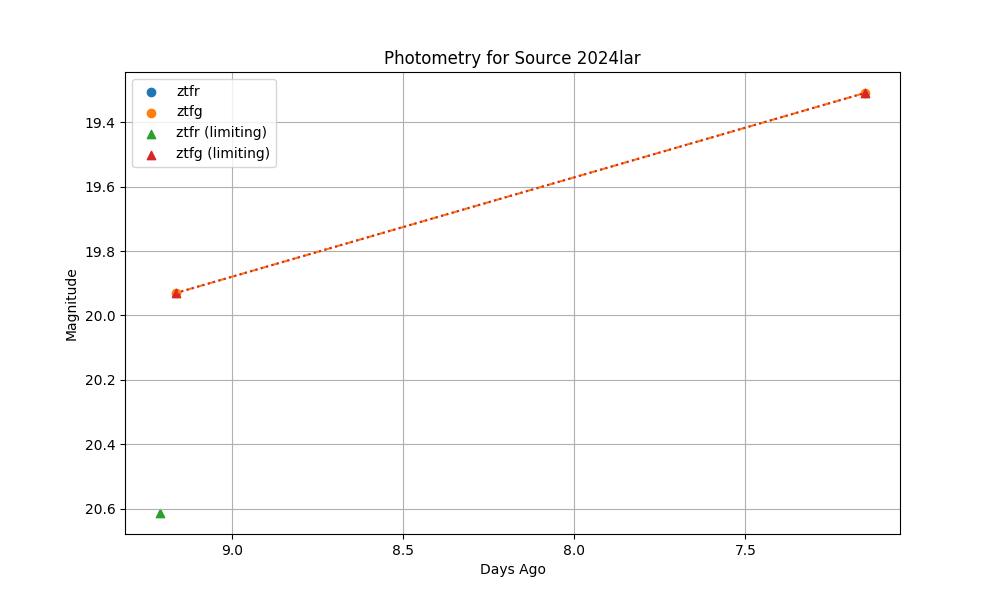 Photometry for Source 2024lar
ztfr
ztfg
ztfr (limiting)
ztfg (limiting)
19.4
19.6
19.8
20.0
20.2
20.4
20.6
Magnitude
9.0
8.5
8.0
7.5
Days Ago